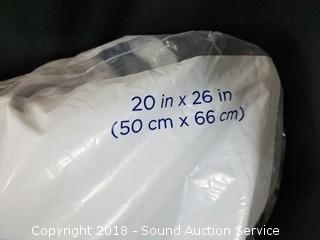 20 in x 26 in
(50 cm x 66 cm)
Copyright 2018 - Sound Auction Service